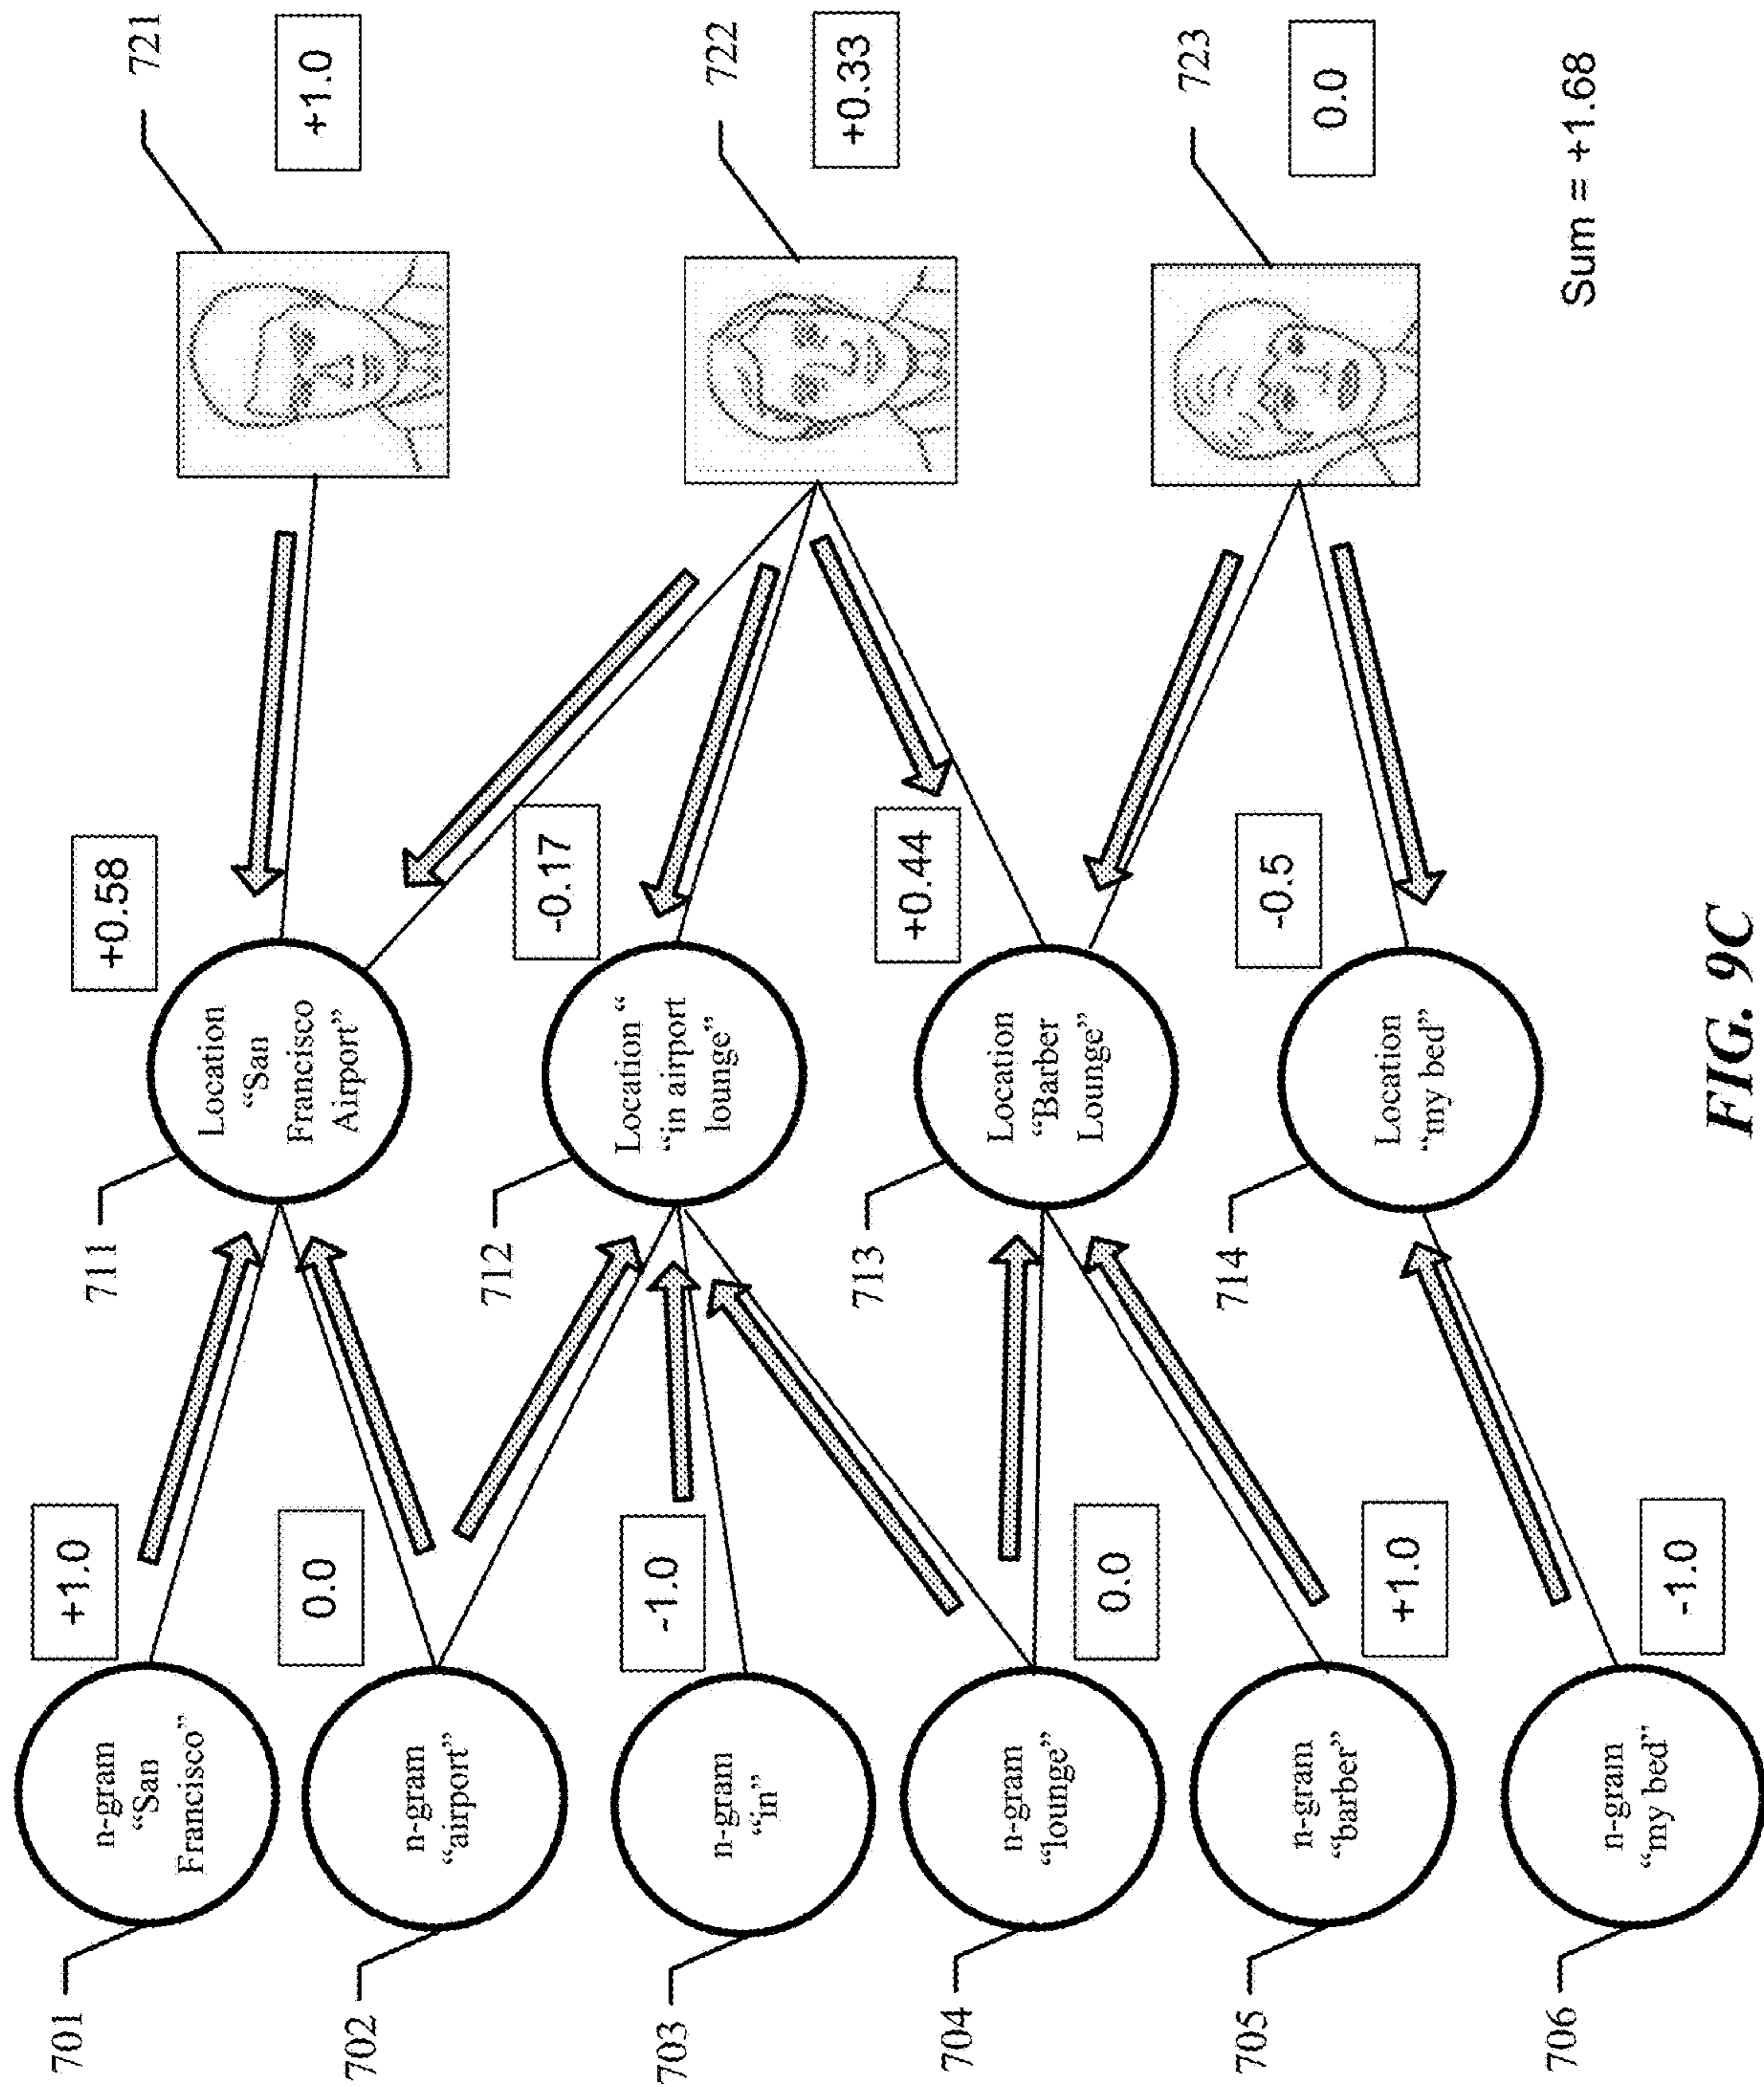 701
n-gram
“San
Francisco”
+1.0
702
n-gram
“airport”
0.0
703
n-gram
“in”
-1.0
704
n-gram
“lounge”
0.0
705
n-gram
“barber”
+1.0
706
n-gram
“my bed”
-1.0
711
Location
“San
Francisco
Airport”
+0.58
712
Location“
“in airport
lounge”
-0.17
713
Location
“Barber
Lounge”
+0.44
714
Location
“my bed”
-0.5
721
+1.0
722
+0.33
723
0.0
Sum = +1.68
FIG. 9C